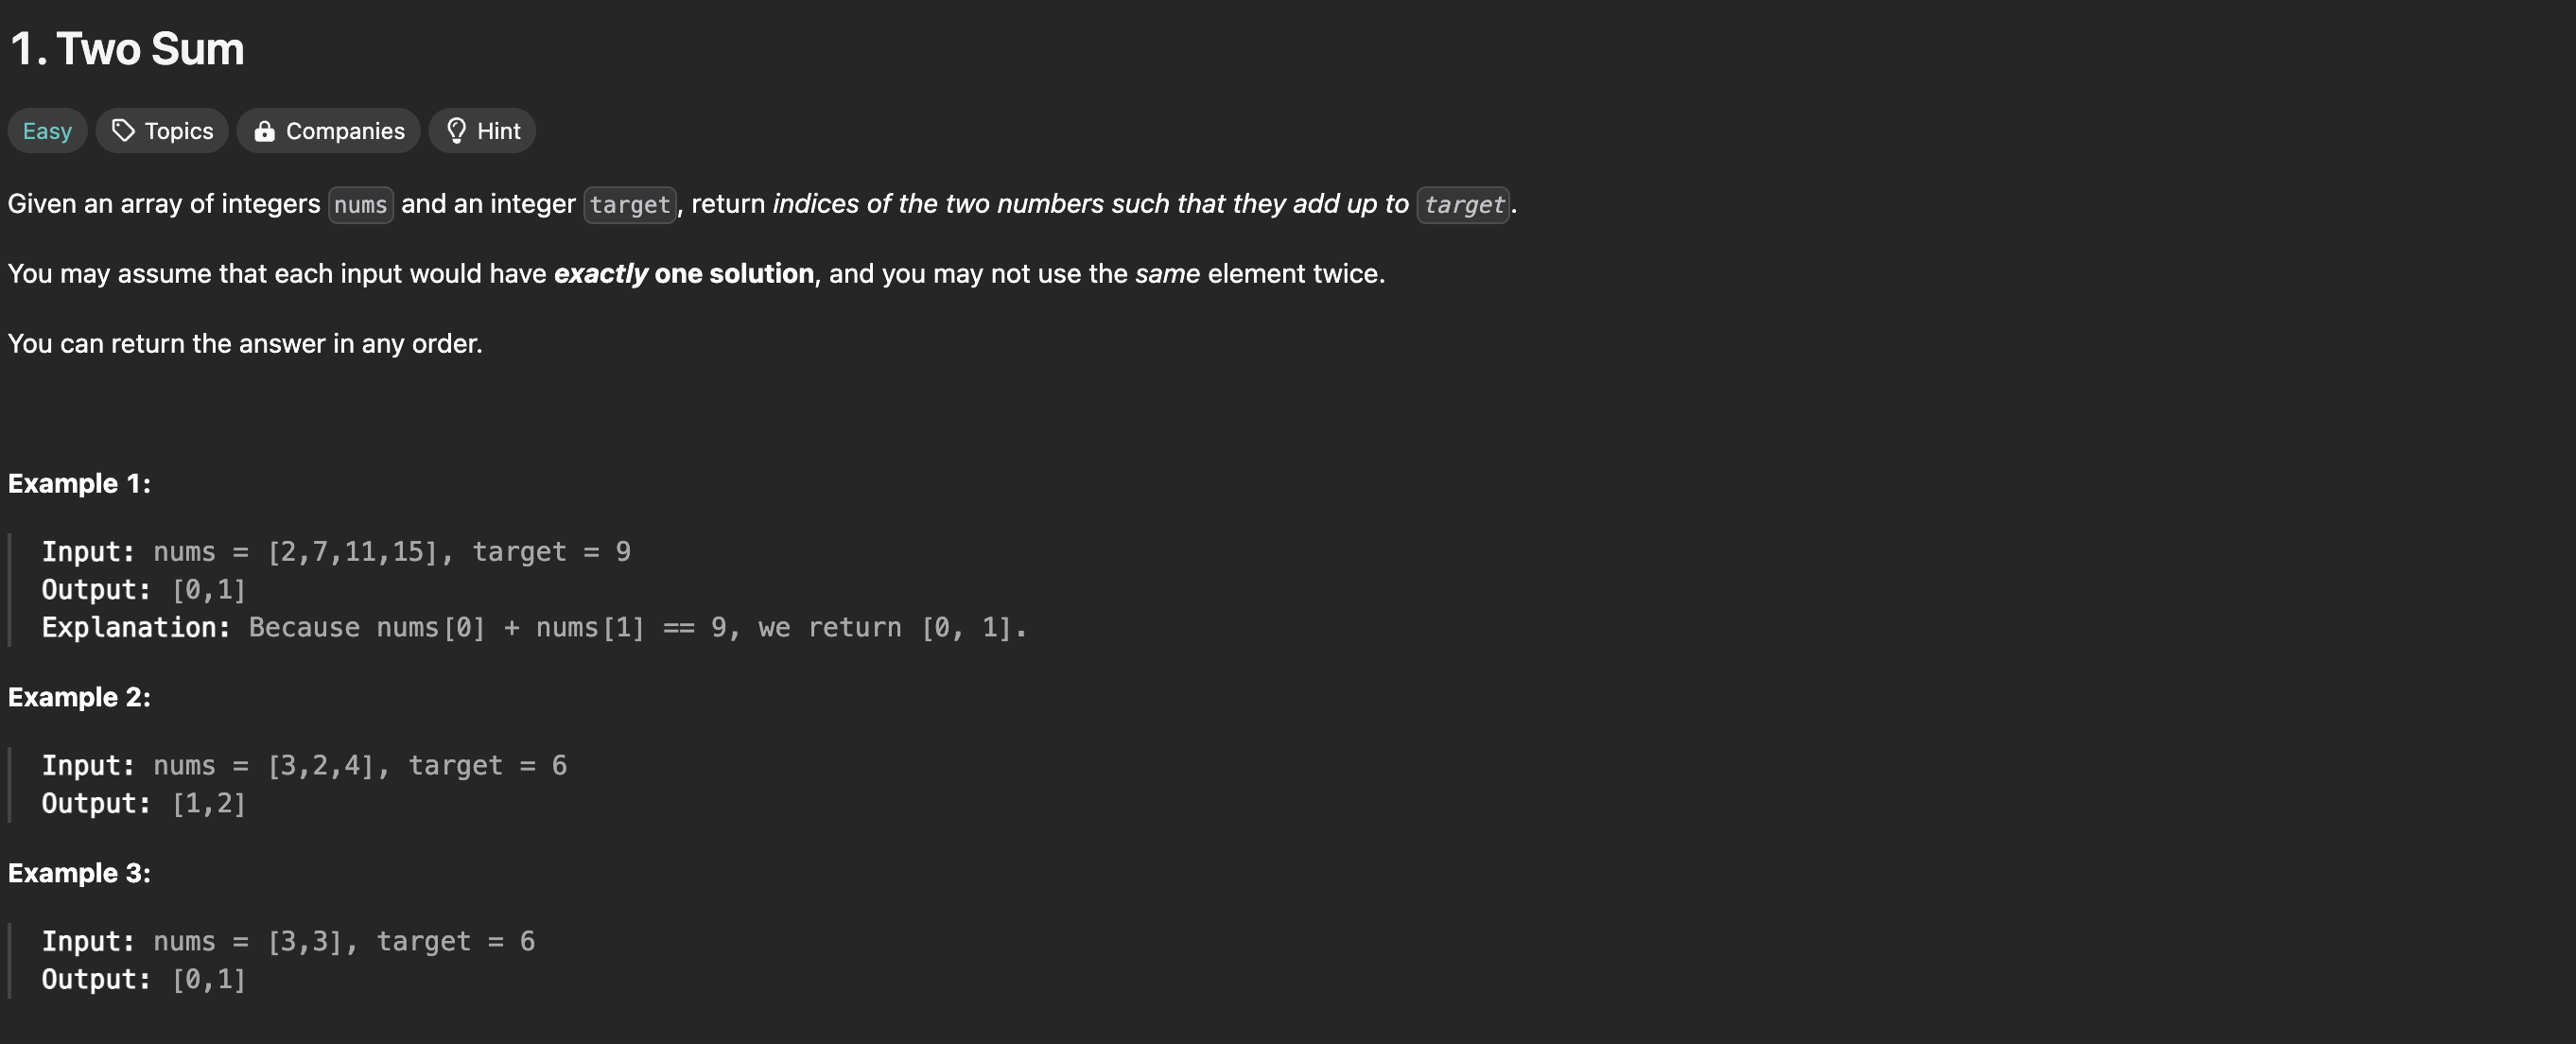 1. Two Sum
Easy Topics Companies Hint
Given an array of integers nums and an integer target, return indices of the two numbers such that they add up to target.
You may assume that each input would have exactly one solution, and you may not use the same element twice.
You can return the answer in any order.
Example 1:
Input: nums = [2,7,11,15], target = 9
Output: [0,1]
Explanation: Because nums[0] + nums[1] == 9, we return [0, 1].
Example 2:
Input: nums = [3,2,4], target = 6
Output: [1,2]
Example 3:
Input: nums = [3,3], target = 6
Output: [0,1]